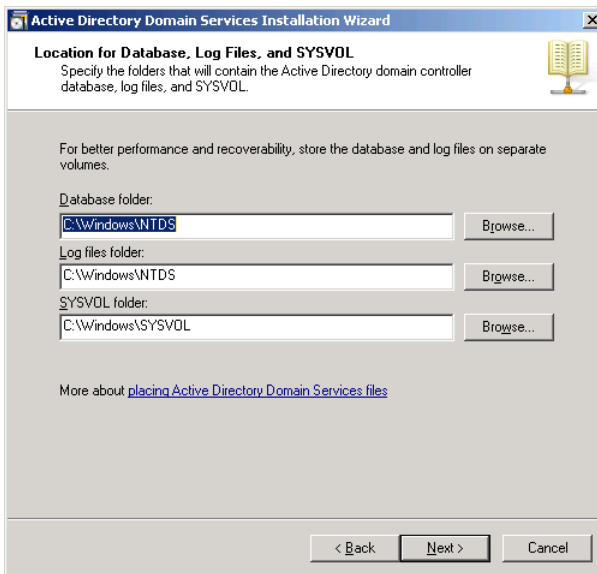 Active Directory Domain Services Installation Wizard
Location for Database, Log Files, and SYSVOL
Specify the folders that will contain the Active Directory domain controller
database, log files, and SYSVOL.
For better performance and recoverability, store the database and log files on separate
volumes.
Database folder:
C:\Windows\NTDS
Browse...
Log files folder:
C:\Windows\NTDS
Browse...
SYSVOL folder:
C:\Windows\SYSVOL
Browse...
More about placing Active Directory Domain Services files
< Back Next > Cancel